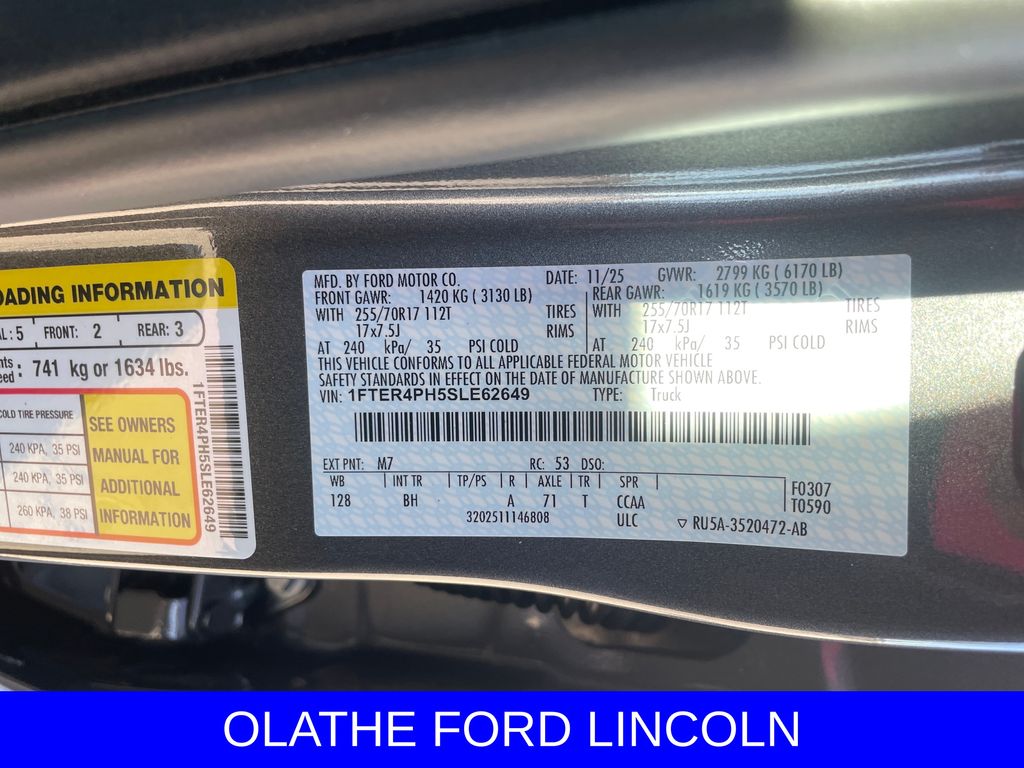 OADING INFORMATION
AL: 5 FRONT: 2 REAR: 3
nts
eed : 741 kg or 1634 lbs.
COLD TIRE PRESSURE
240 KPA, 35 PSI
240 KPA, 35 PSI
260 KPA, 38 PSI
SEE OWNERS
MANUAL FOR
ADDITIONAL
INFORMATION
1FTER4PH5SLE62649
MFD. BY FORD MOTOR CO. DATE: 11/25 GVWR: 2799 KG ( 6170 LB)
FRONT GAWR: 1420 KG ( 3130 LB) REAR GAWR: 1619 KG ( 3570 LB)
WITH 255/70R17 112T TIRES WITH 255/70R17 112T TIRES
17x7.5J RIMS 17x7.5J RIMS
AT 240 kPa/ 35 PSI COLD AT 240 kPa/ 35 PSI COLD
THIS VEHICLE CONFORMS TO ALL APPLICABLE FEDERAL MOTOR VEHICLE
SAFETY STANDARDS IN EFFECT ON THE DATE OF MANUFACTURE SHOWN ABOVE.
VIN: 1FTER4PH5SLE62649 TYPE: Truck
EXT PNT: M7 RC: 53 DSO:
WB INT TR TP/PS R AXLE TR SPR
128 BH A 71 T CCAA
F0307
T0590
3202511146808 ULC ▽ RU5A-3520472-AB
OLATHE FORD LINCOLN